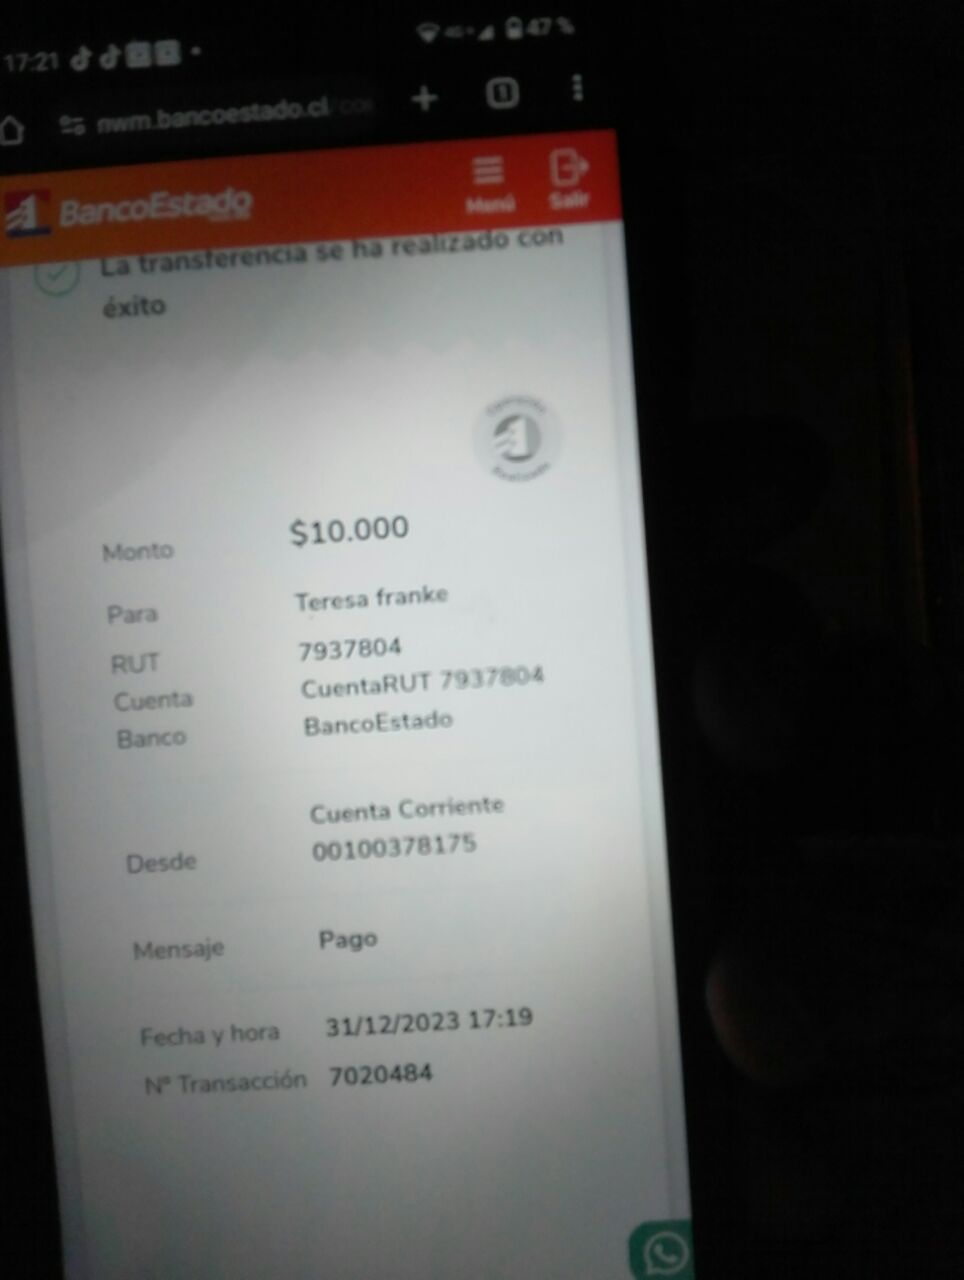 17:21
47%
1
nwm.bancoestado.cl/co
BancoEstado
Menú
Salir
La transferencia se ha realizado con
éxito
Monto $10.000
Para Teresa franke
RUT 7937804
Cuenta CuentaRUT 7937804
Banco BancoEstado
Cuenta Corriente
Desde 00100378175
Mensaje Pago
Fecha y hora 31/12/2023 17:19
N° Transacción 7020484